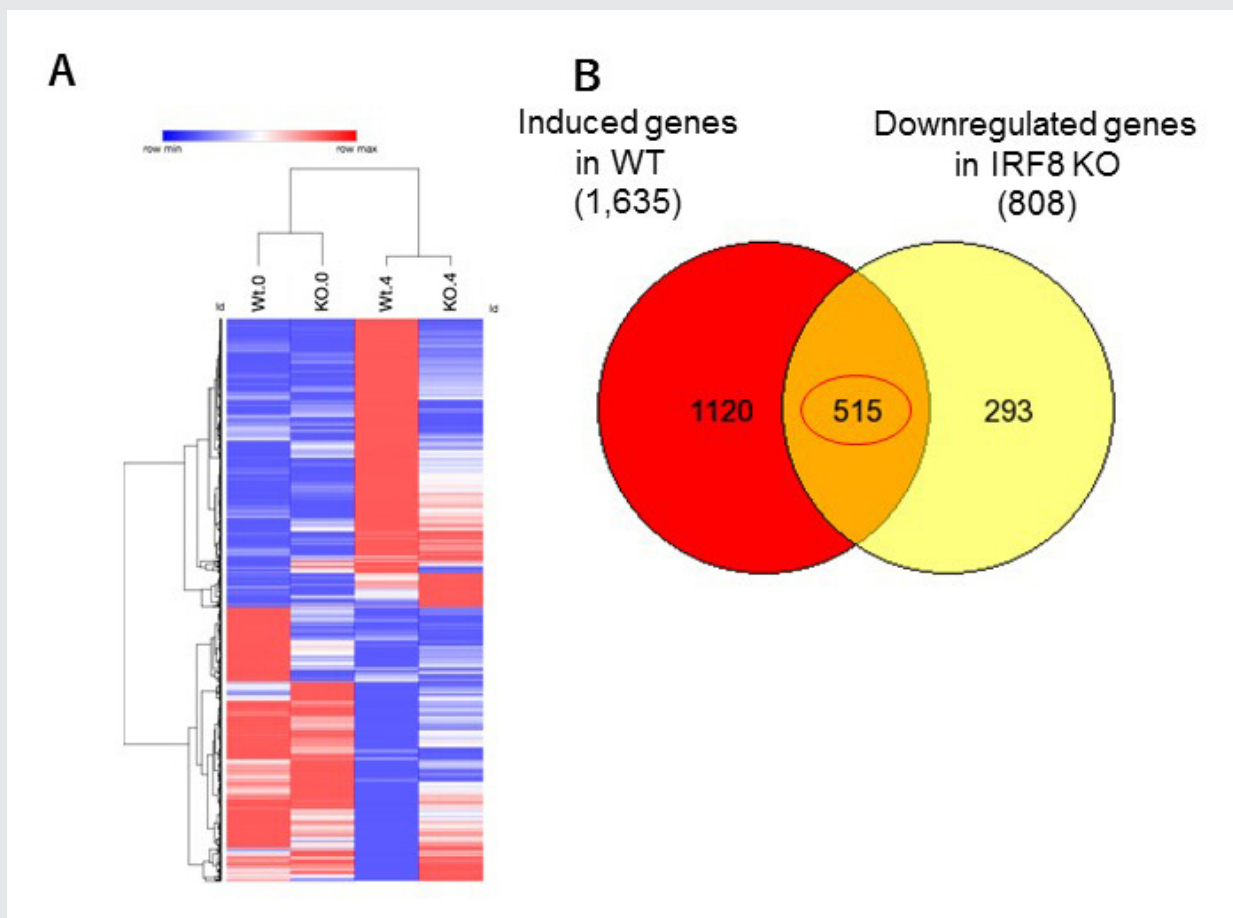 A
row min row max
Wt.0 KO.0 Wt.4 KO.4
Id Id
B
Induced genes
in WT
(1,635)
Downregulated genes
in IRF8 KO
(808)
1120 515 293